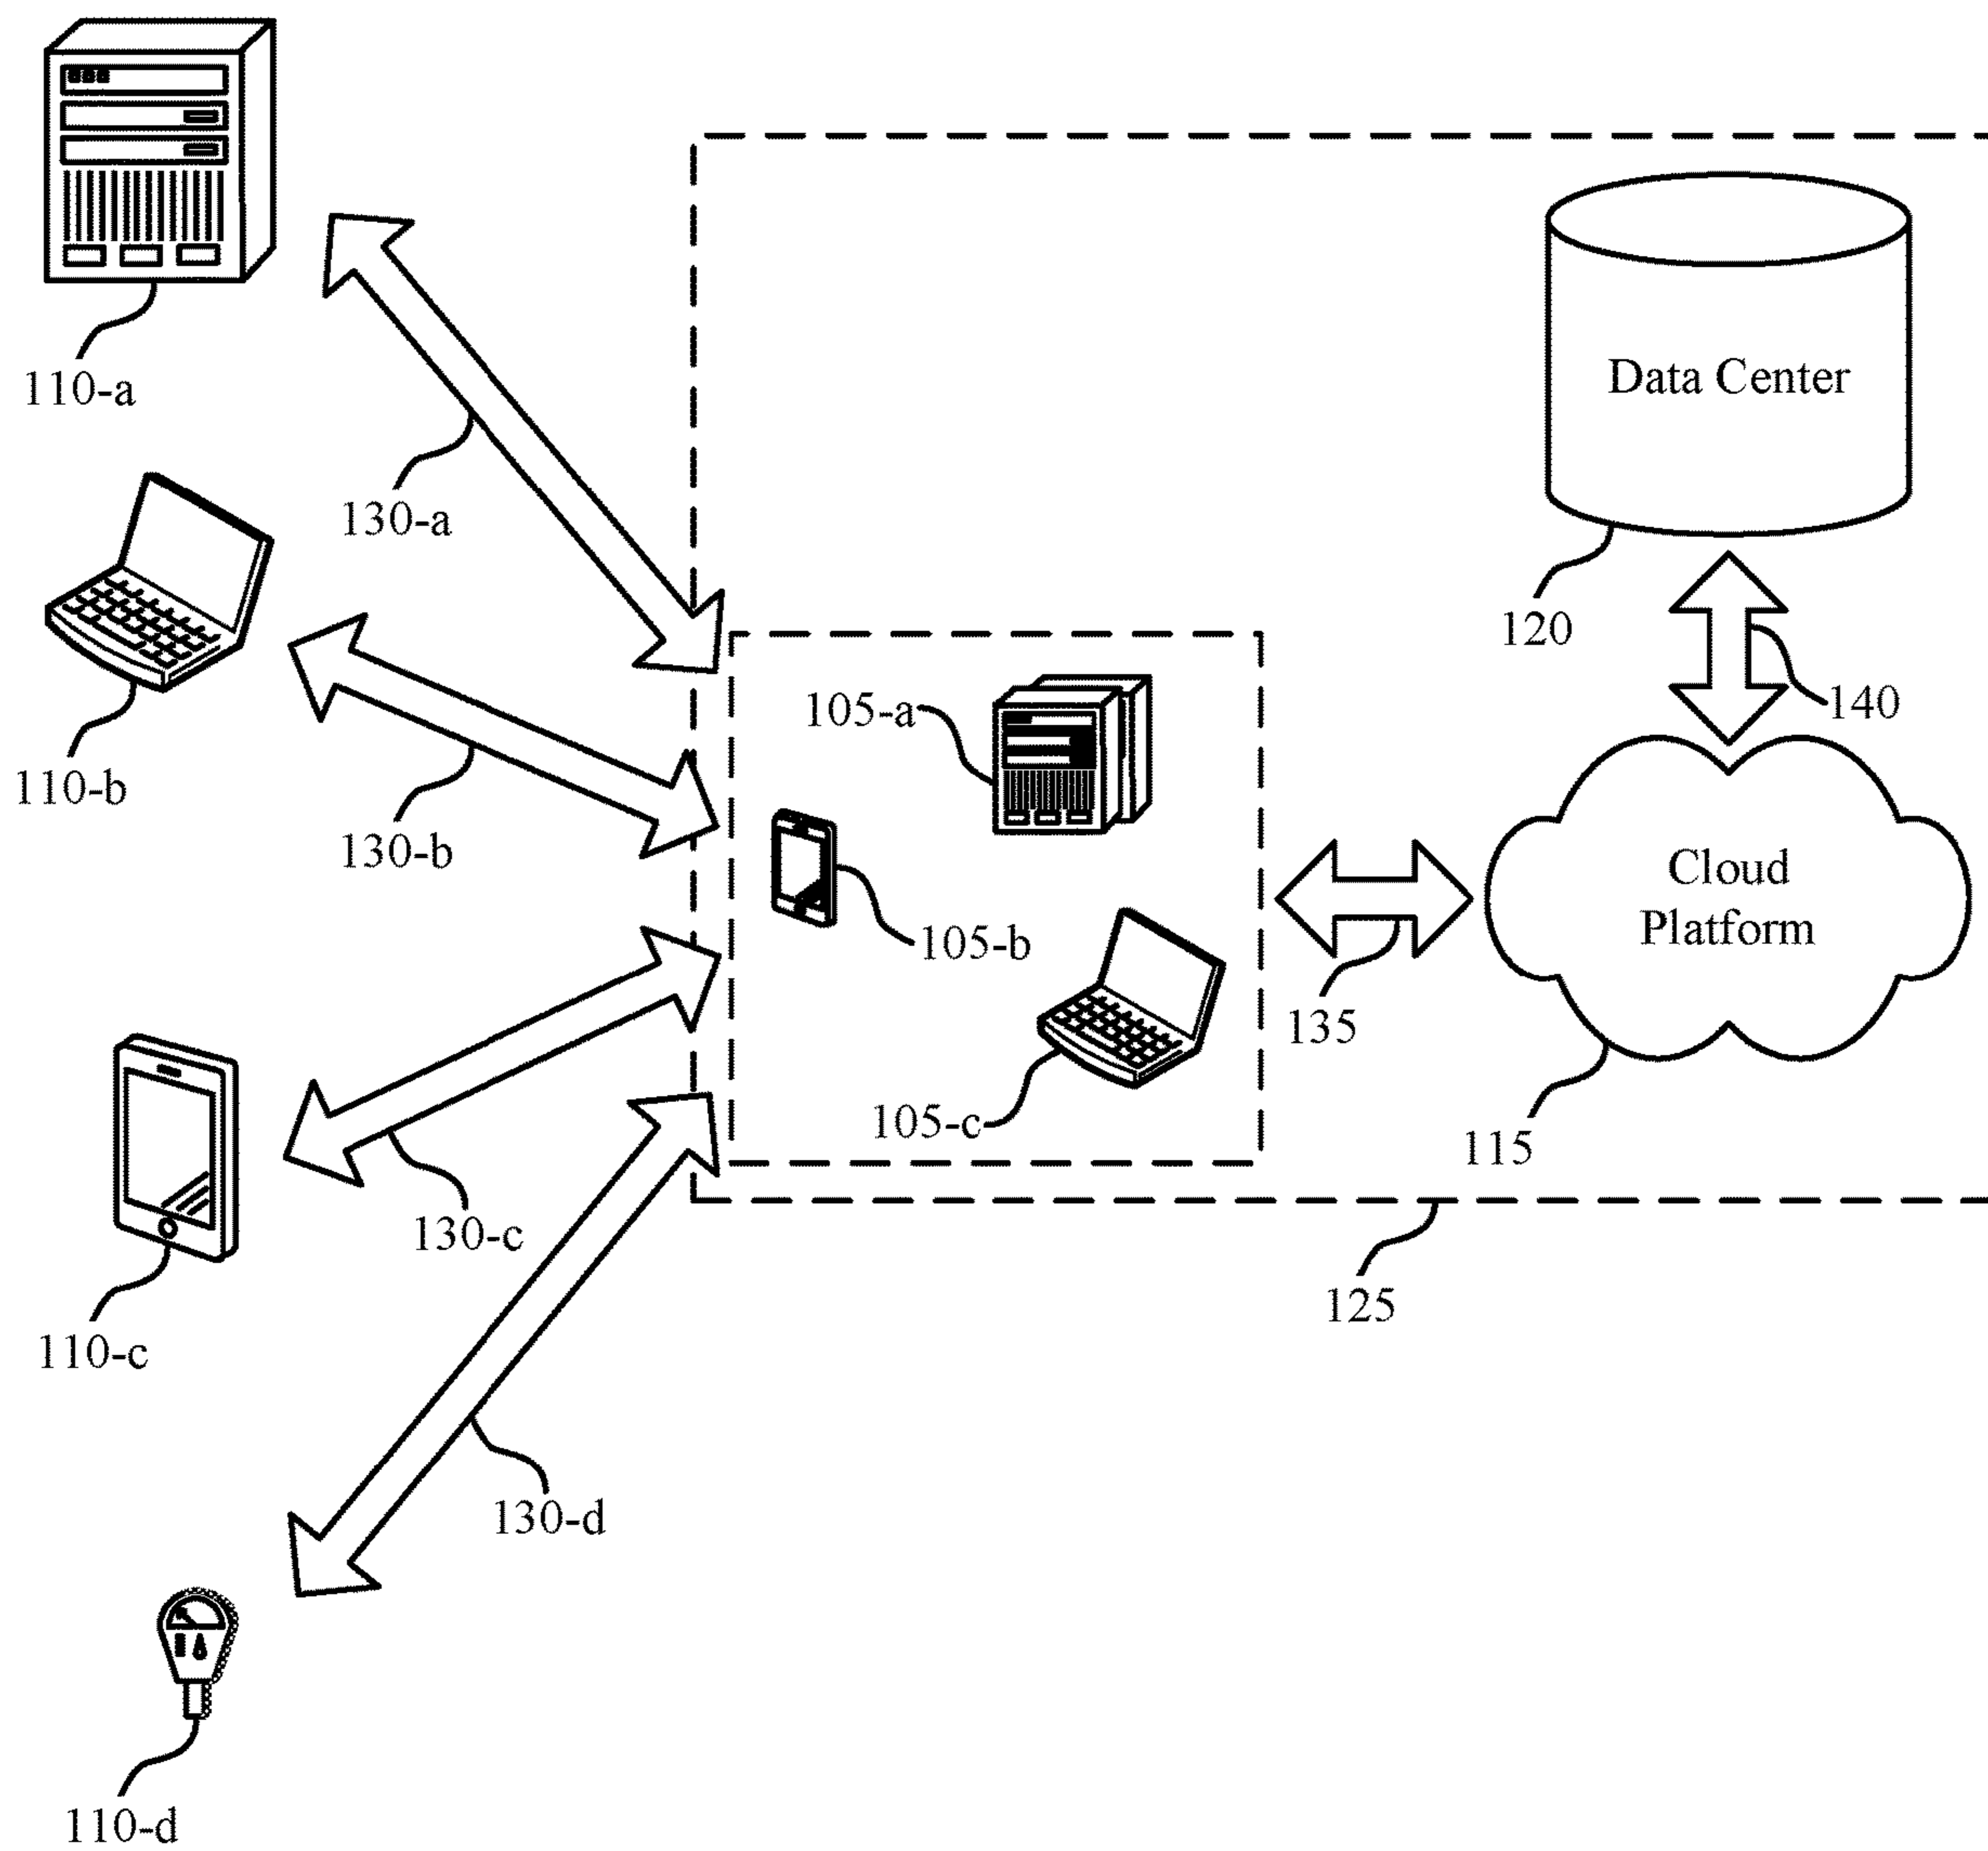 110-a
130-a
Data Center
120
110-b
130-b
105-a
140
105-b
Cloud
Platform
135
105-c
115
130-c
125
110-c
130-d
110-d